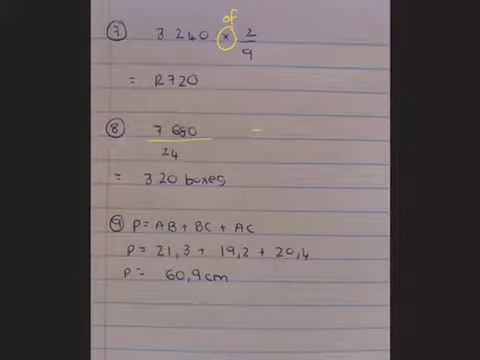 of
⑦ 3 240 × 2/9
= R720
⑧ 7 680
24
= 320 boxes
⑨ P = AB + BC + AC
P = 21,3 + 19,2 + 20,4
P = 60,9cm